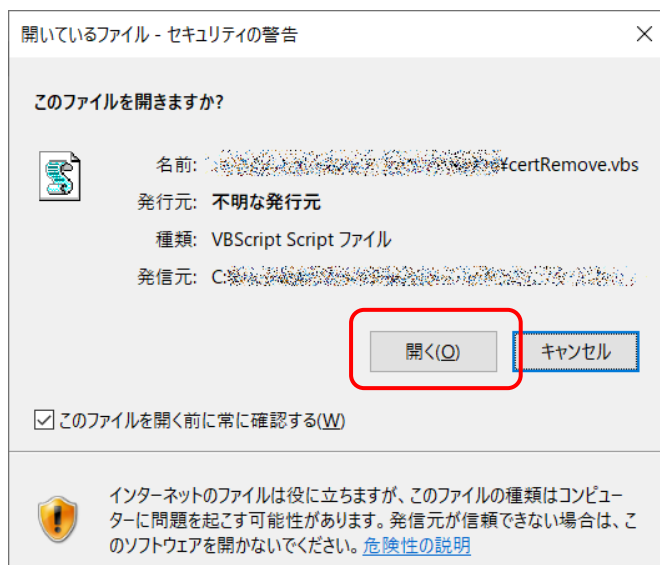 開いているファイル - セキュリティの警告
このファイルを開きますか?
名前: ¥certRemove.vbs
発行元: 不明な発行元
種類: VBScript Script ファイル
発信元: C:
開く(O)
キャンセル
このファイルを開く前に常に確認する(W)
インターネットのファイルは役に立ちますが、このファイルの種類はコンピュー
ターに問題を起こす可能性があります。発信元が信頼できない場合は、こ
のソフトウェアを開かないでください。危険性の説明